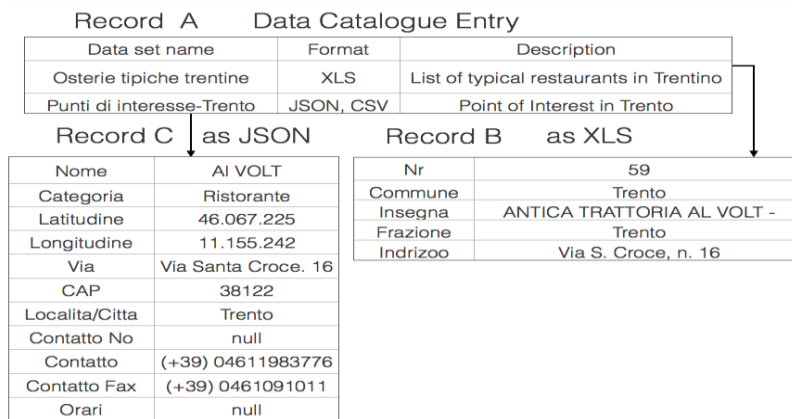 Record A Data Catalogue Entry
Data set name Format Description
Osterie tipiche trentine XLS List of typical restaurants in Trentino
Punti di interesse-Trento JSON, CSV Point of Interest in Trento
Record C as JSON
Nome Al VOLT
Categoria Ristorante
Latitudine 46.067.225
Longitudine 11.155.242
Via Via Santa Croce. 16
CAP 38122
Localita/Citta Trento
Contatto No null
Contatto (+39) 04611983776
Contatto Fax (+39) 0461091011
Orari null
Record B as XLS
Nr 59
Commune Trento
Insegna ANTICA TRATTORIA AL VOLT -
Frazione Trento
Indrizoo Via S. Croce, n. 16